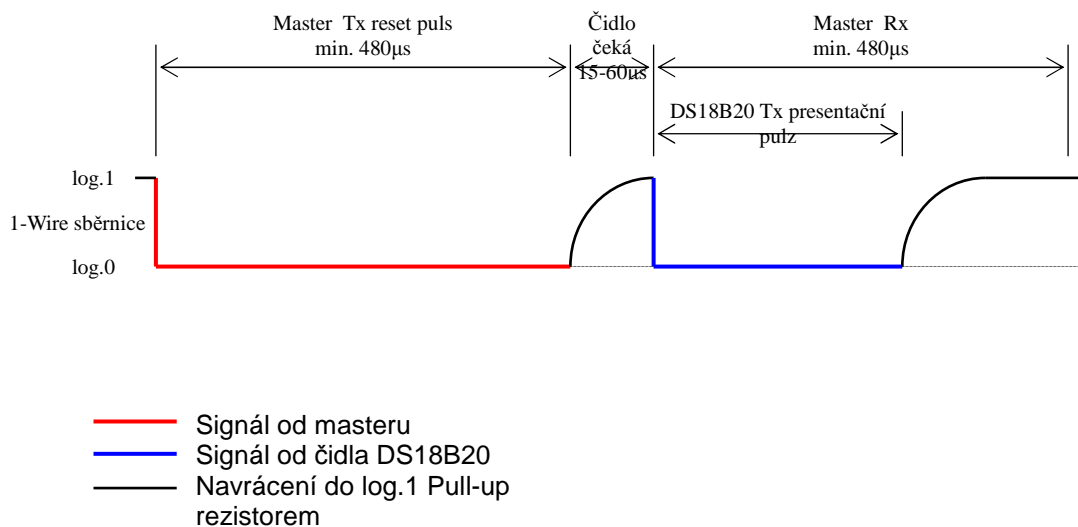 Master Tx reset puls
min. 480μs
Čidlo
čeká
15-60μs
Master Rx
min. 480μs
DS18B20 Tx presentační
pulz
log.1
1-Wire sběrnice
log.0
Signál od masteru
Signál od čidla DS18B20
Navrácení do log.1 Pull-up
rezistorem